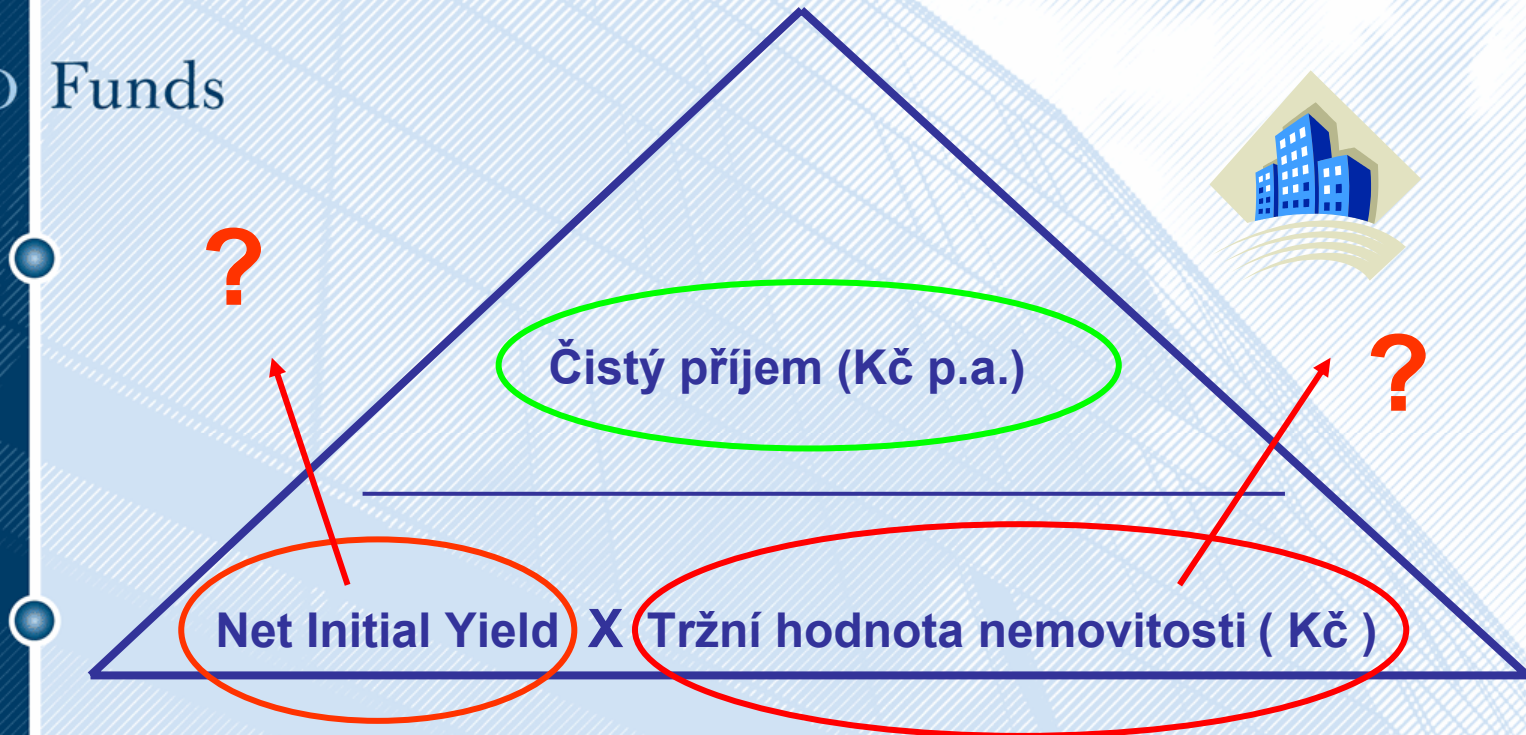 Funds
?
?
Čistý příjem (Kč p.a.)
Net Initial Yield X Tržní hodnota nemovitosti ( Kč )